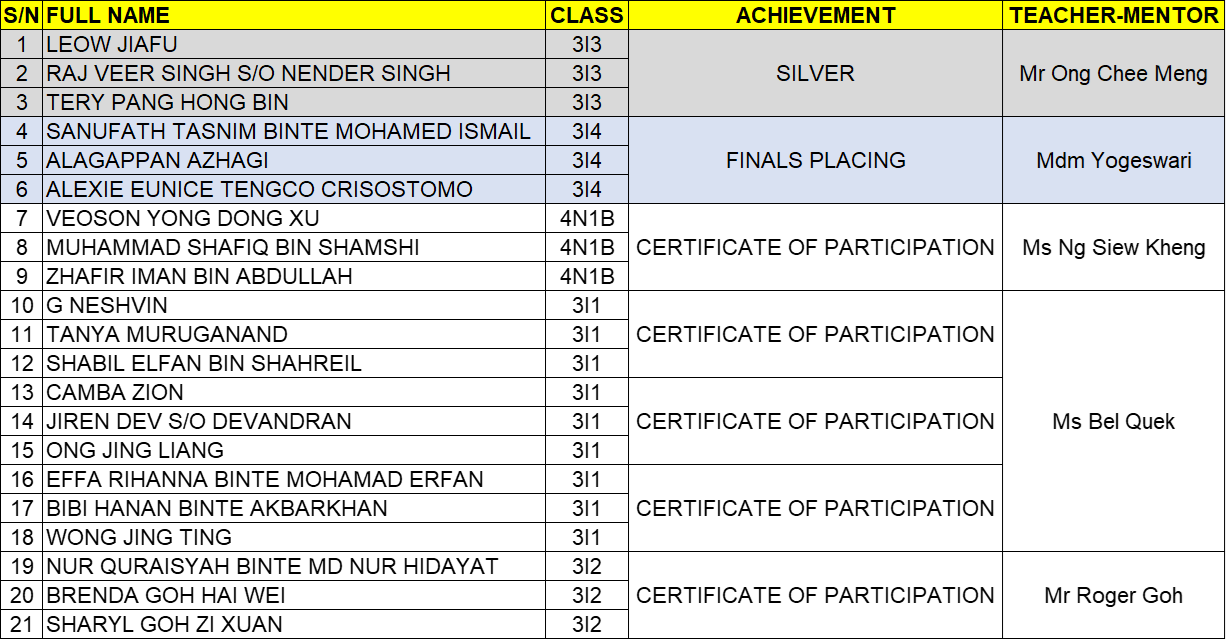 S/N FULL NAME CLASS ACHIEVEMENT TEACHER-MENTOR
1 LEOW JIAFU 3I3
2 RAJ VEER SINGH S/O NENDER SINGH 3I3 SILVER Mr Ong Chee Meng
3 TERY PANG HONG BIN 3I3
4 SANUFATH TASNIM BINTE MOHAMED ISMAIL 3I4
5 ALAGAPPAN AZHAGI 3I4 FINALS PLACING Mdm Yogeswari
6 ALEXIE EUNICE TENGCO CRISOSTOMO 3I4
7 VEOSON YONG DONG XU 4N1B
8 MUHAMMAD SHAFIQ BIN SHAMSHI 4N1B CERTIFICATE OF PARTICIPATION Ms Ng Siew Kheng
9 ZHAFIR IMAN BIN ABDULLAH 4N1B
10 G NESHVIN 3I1
11 TANYA MURUGANAND 3I1 CERTIFICATE OF PARTICIPATION
12 SHABIL ELFAN BIN SHAHREIL 3I1
13 CAMBA ZION 3I1
14 JIREN DEV S/O DEVANDRAN 3I1 CERTIFICATE OF PARTICIPATION Ms Bel Quek
15 ONG JING LIANG 3I1
16 EFFA RIHANNA BINTE MOHAMAD ERFAN 3I1
17 BIBI HANAN BINTE AKBARKHAN 3I1 CERTIFICATE OF PARTICIPATION
18 WONG JING TING 3I1
19 NUR QURAISYAH BINTE MD NUR HIDAYAT 3I2
20 BRENDA GOH HAI WEI 3I2 CERTIFICATE OF PARTICIPATION Mr Roger Goh
21 SHARYL GOH ZI XUAN 3I2